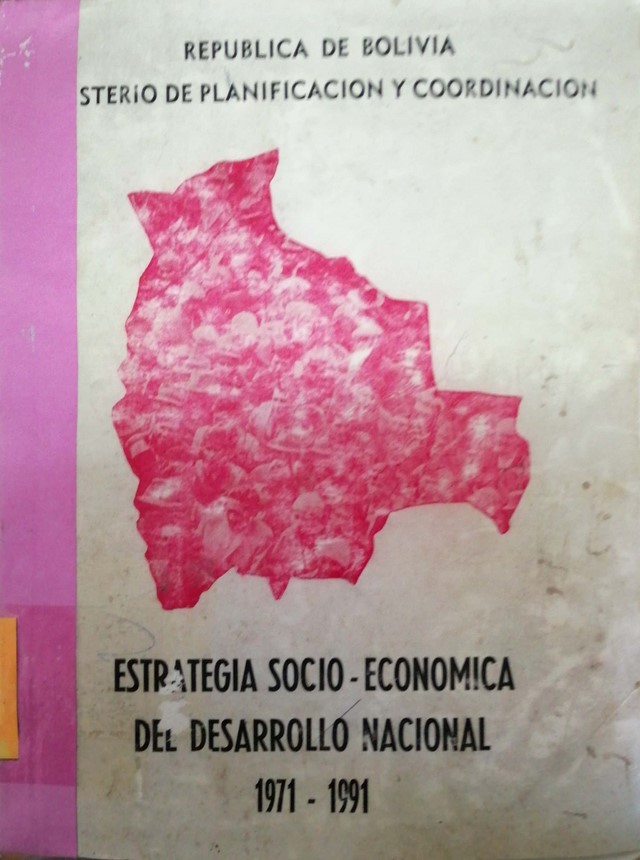 REPUBLICA DE BOLIVIA
STERIO DE PLANIFICACION Y COORDINACION
ESTRATEGIA SOCIO-ECONOMICA
DEL DESARROLLO NACIONAL
1971 - 1991